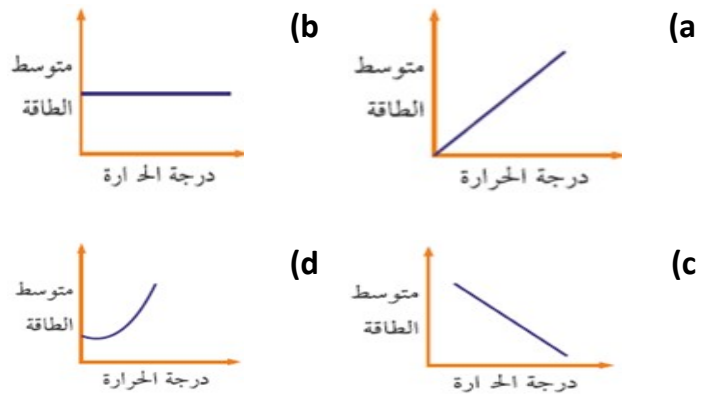 (a
متوسط
الطاقة
درجة الحرارة
(b
متوسط
الطاقة
درجة الحـ ارة
(c
متوسط
الطاقة
درجة الحـ ارة
(d
متوسط
الطاقة
درجة الحرارة